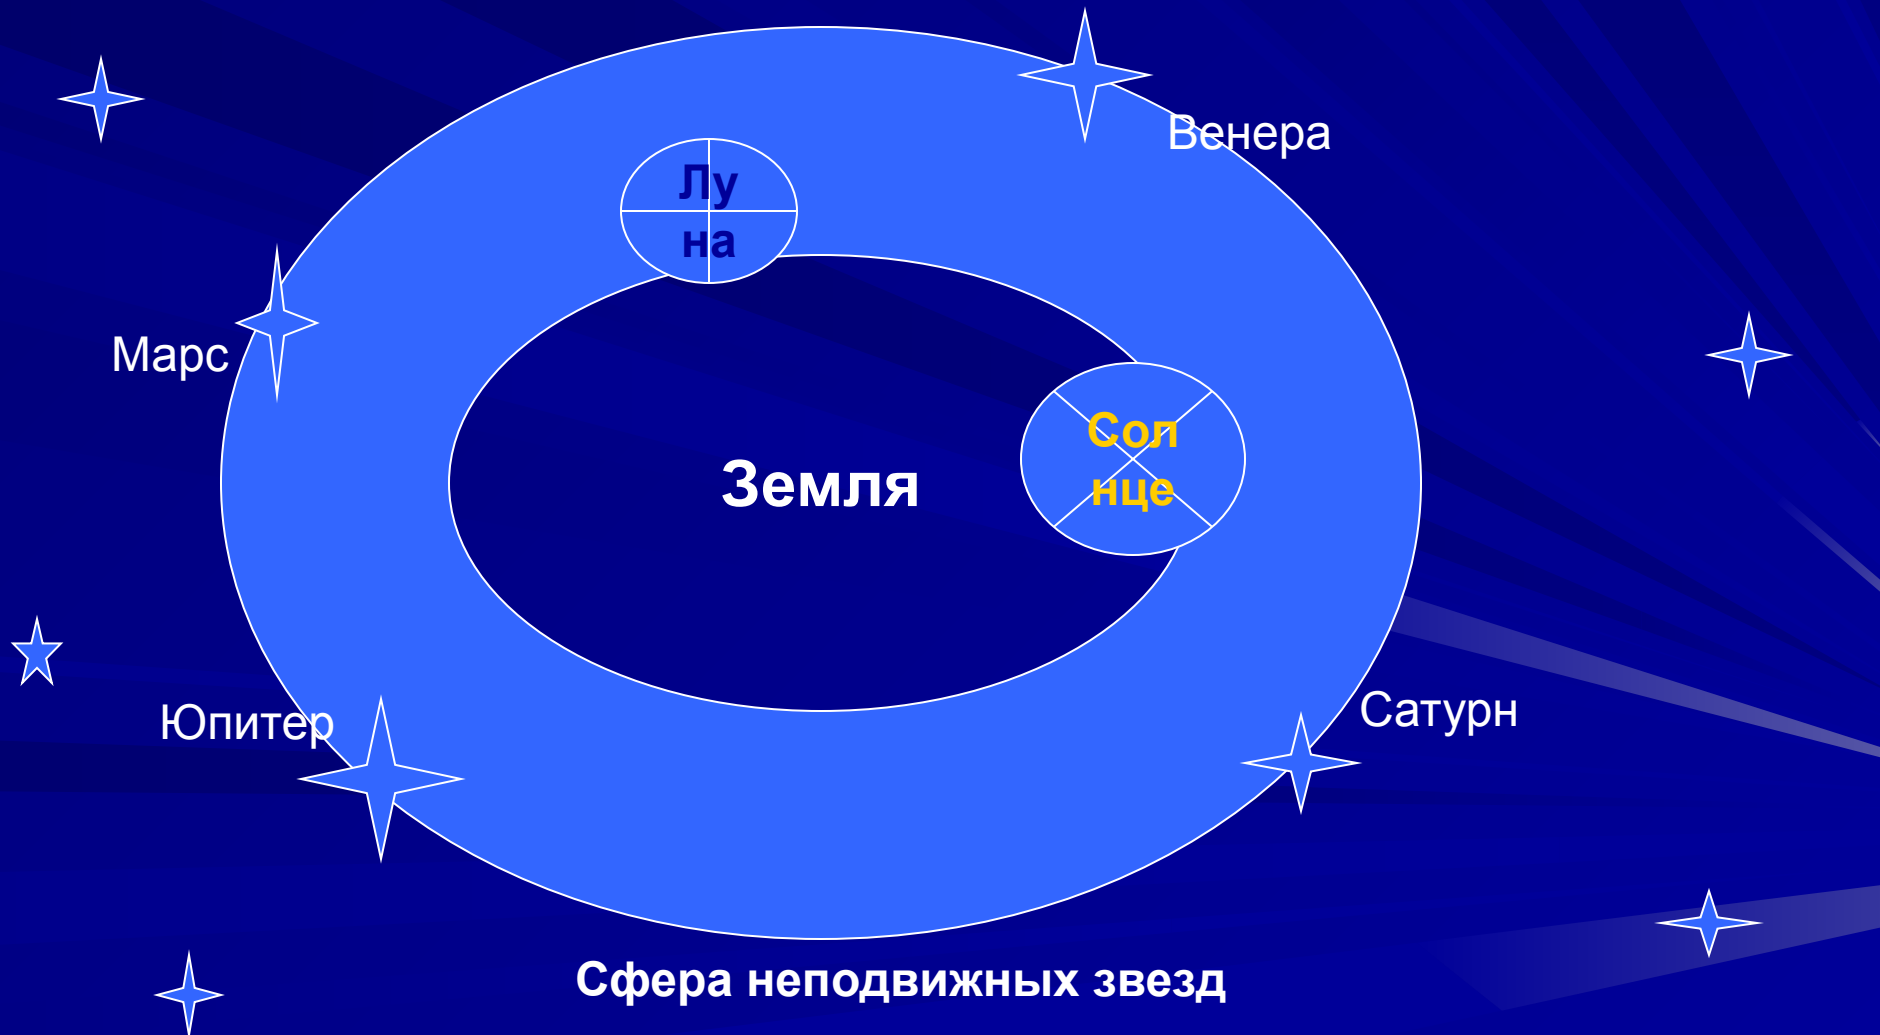 Венера
Лу
на
Марс
Сол
нце
Земля
Юпитер
Сатурн
Сфера неподвижных звезд